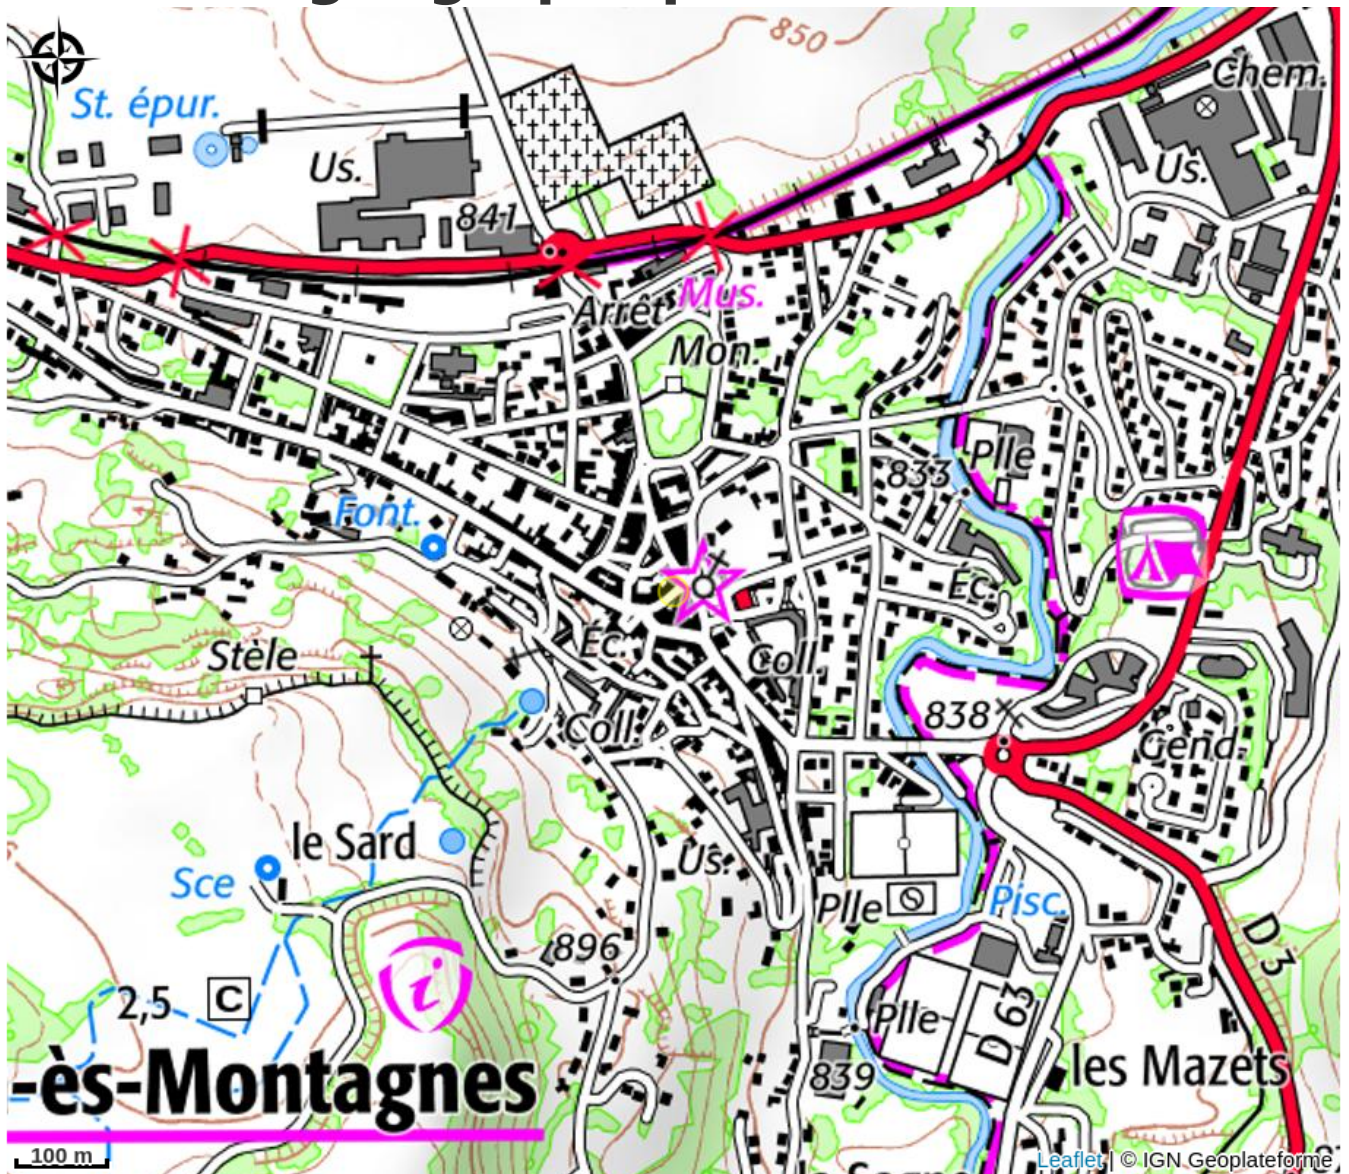 850
Chem.
St. épur.
Us.
Us.
841
Mus.
Arrêt
Mon.
Plle
833
Font.
Éc.
Éc.
Stèle
Coll.
838
Coll.
Gend.
le Sard
Us.
Sce
Plle
Pisc.
896
D 3
2,5
C
i
Plle
D 63
-ès-Montagnes
les Mazets
839
100 m
Leaflet | © IGN Geoplateforme